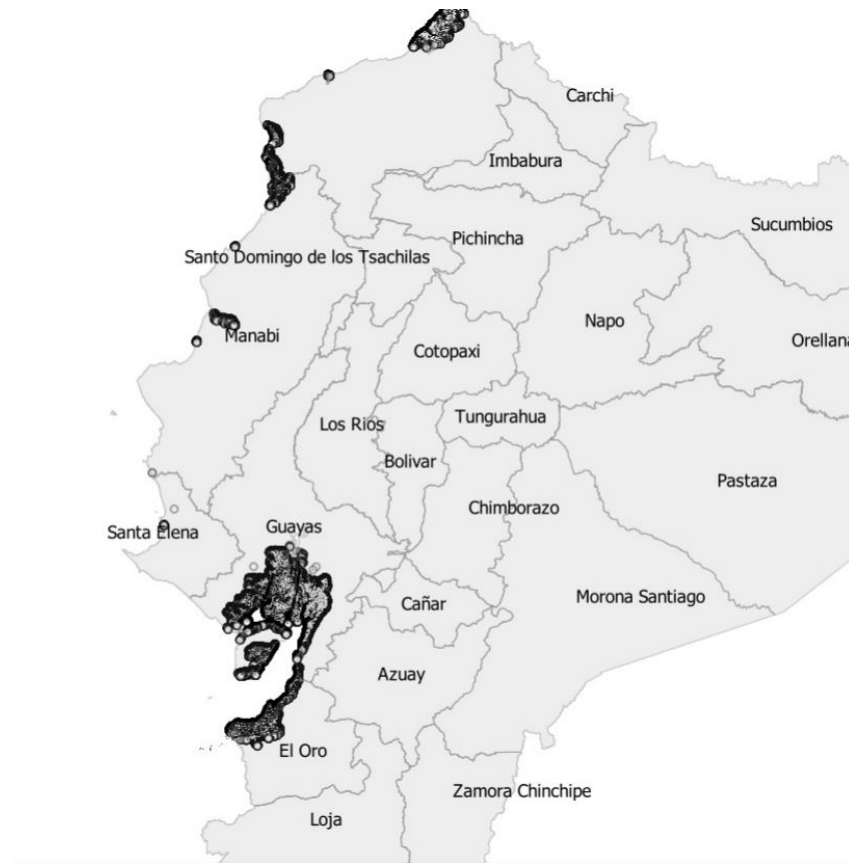 Carchi
Imbabura
Sucumbios
Pichincha
Santo Domingo de los Tsachilas
Napo
Manabi
Orellana
Cotopaxi
Tungurahua
Los Rios
Bolivar
Pastaza
Chimborazo
Guayas
Santa Elena
Morona Santiago
Cañar
Azuay
El Oro
Zamora Chinchipe
Loja